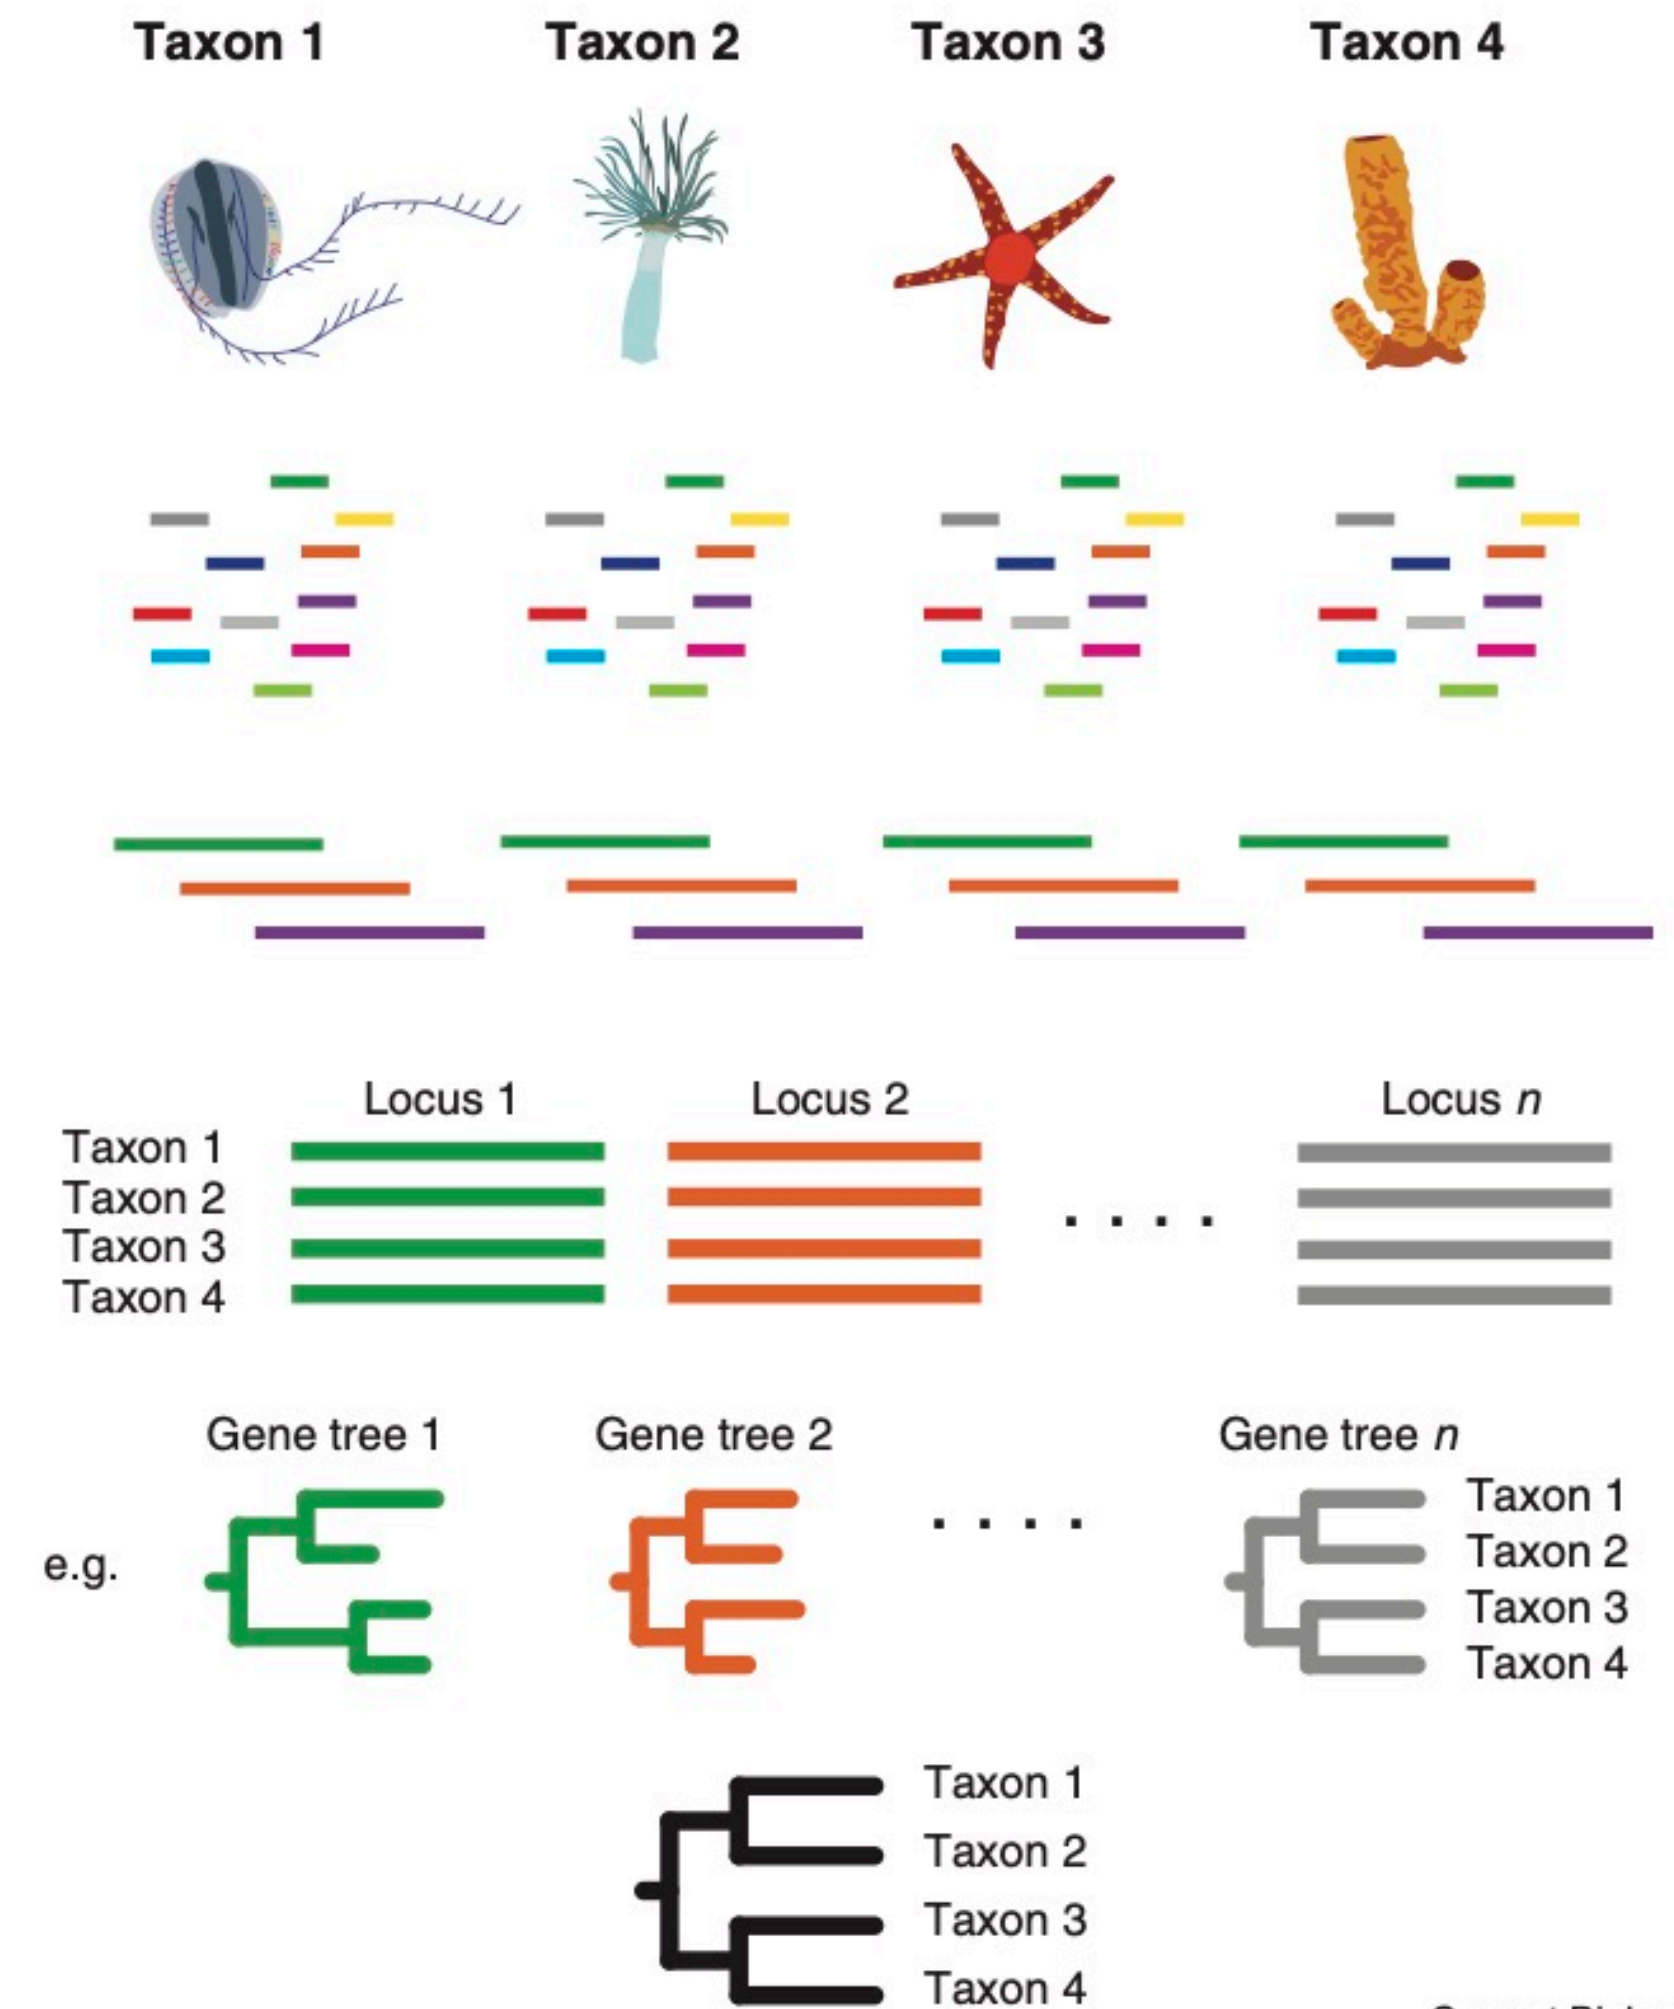 Taxon 1 Taxon 2 Taxon 3 Taxon 4
Locus 1 Locus 2 Locus n
Taxon 1
Taxon 2
Taxon 3
Taxon 4
. . . .
Gene tree 1 Gene tree 2 Gene tree n
e.g.
. . . .
Taxon 1
Taxon 2
Taxon 3
Taxon 4
Taxon 1
Taxon 2
Taxon 3
Taxon 4